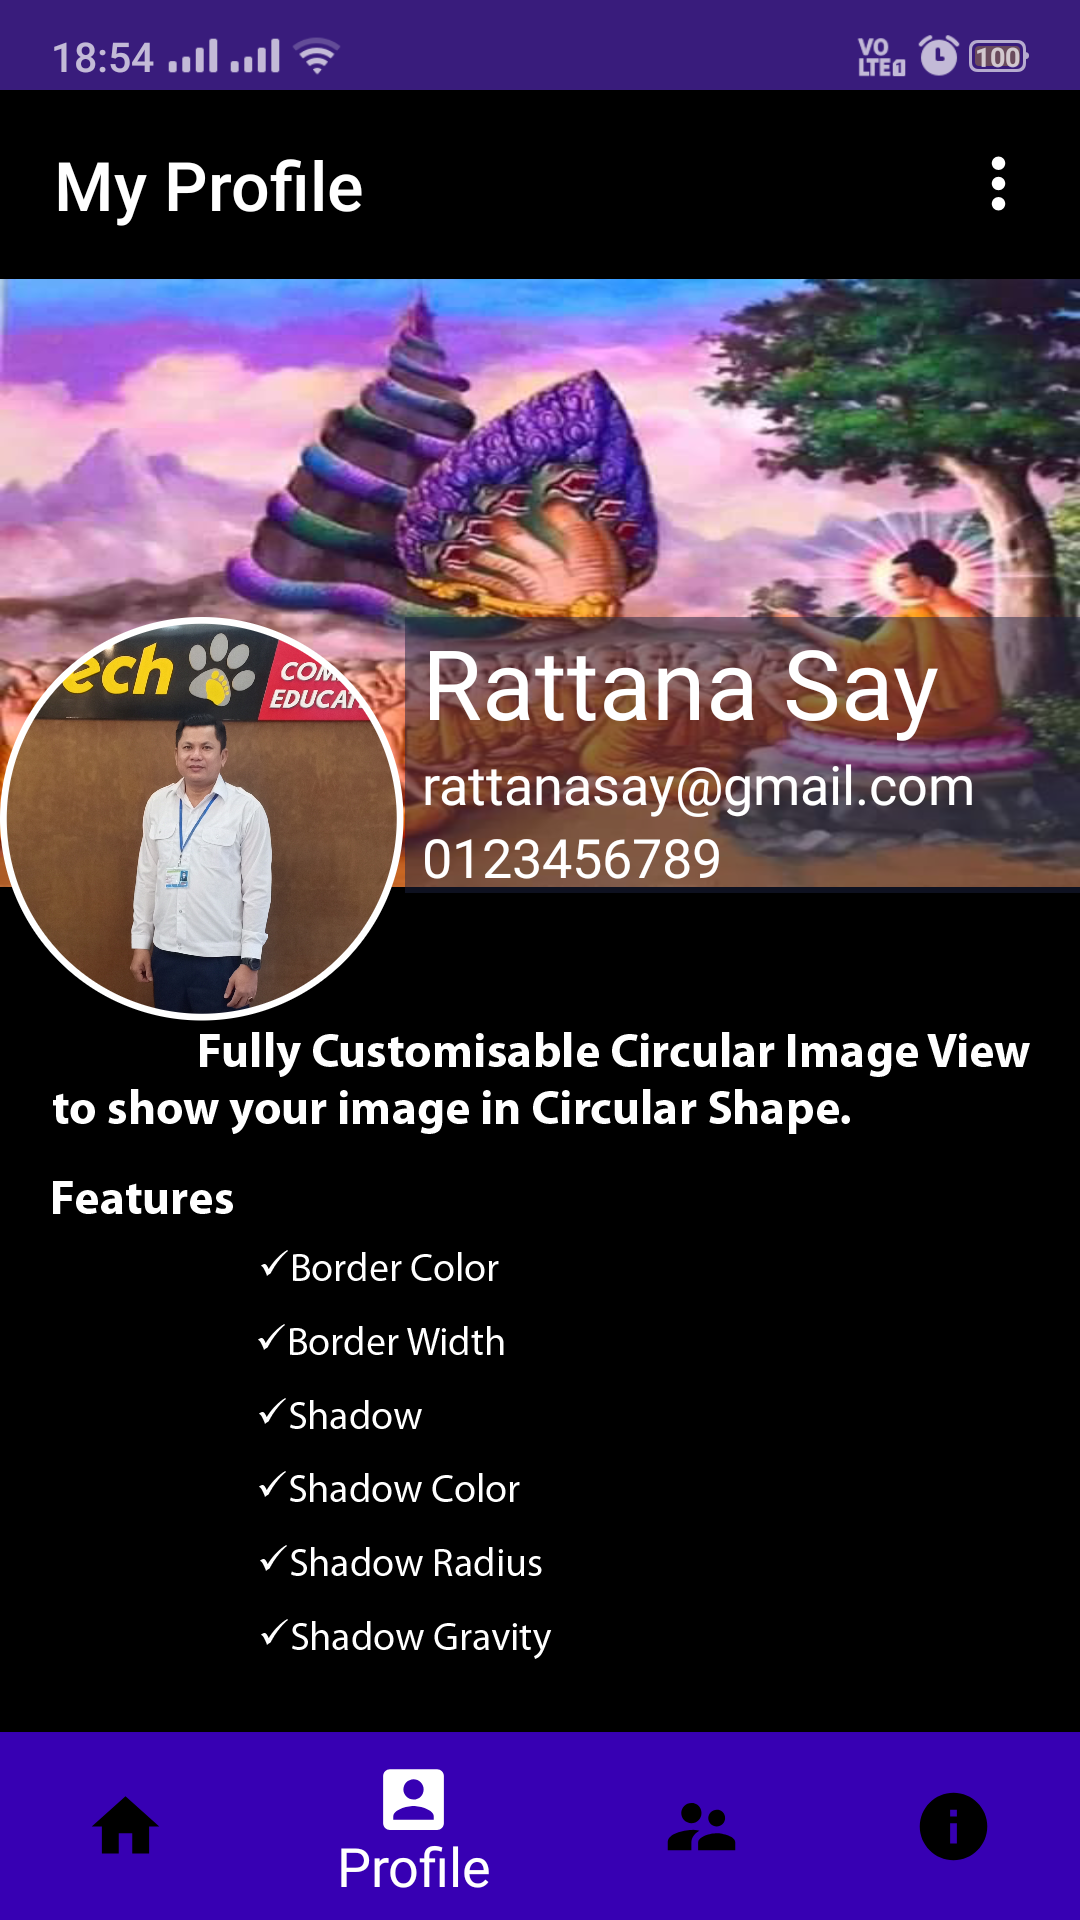 18:54
VO
LTE1
100
My Profile
ech
COM
EDUCAT
Rattana Say
rattanasay@gmail.com
0123456789
Fully Customisable Circular Image View
to show your image in Circular Shape.
Features
✓Border Color
✓Border Width
✓Shadow
✓Shadow Color
✓Shadow Radius
✓Shadow Gravity
Profile